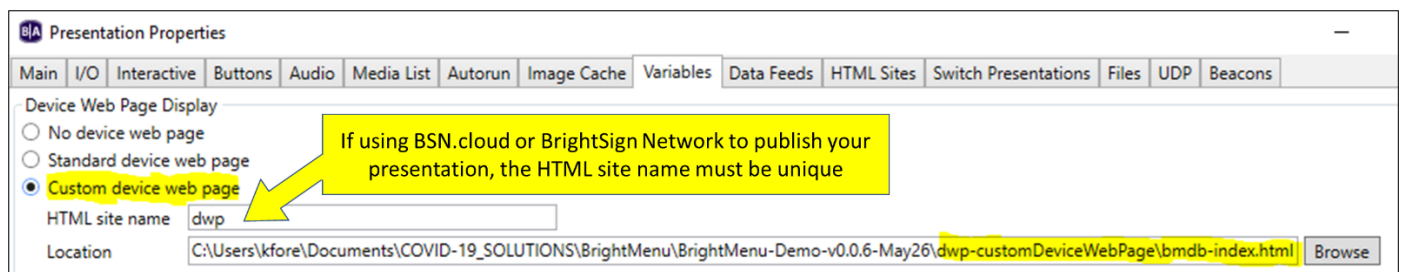 B|A Presentation Properties
Main I/O Interactive Buttons Audio Media List Autorun Image Cache Variables Data Feeds HTML Sites Switch Presentations Files UDP Beacons
Device Web Page Display
No device web page
Standard device web page
Custom device web page
If using BSN.cloud or BrightSign Network to publish your
presentation, the HTML site name must be unique
HTML site name dwp
Location C:\Users\kfore\Documents\COVID-19_SOLUTIONS\BrightMenu\BrightMenu-Demo-v0.0.6-May26\dwp-customDeviceWebPage\bmdb-index.html Browse